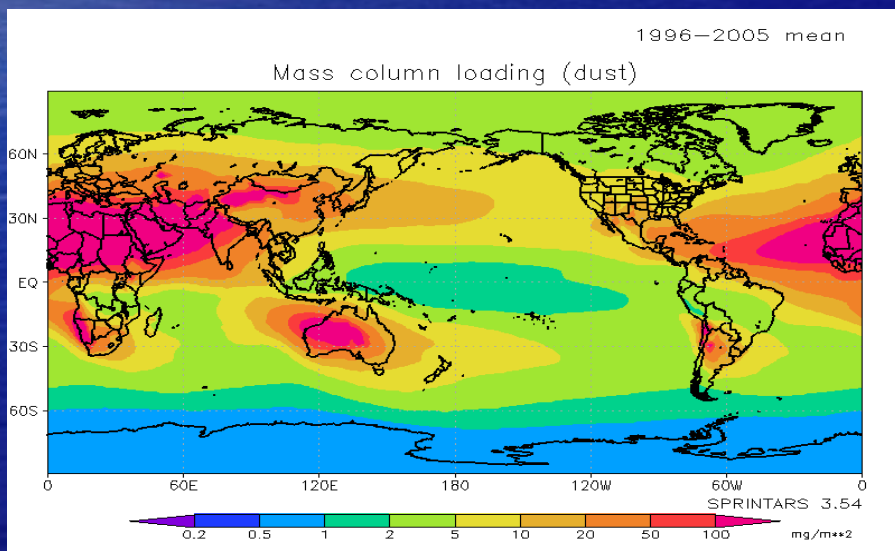 1996–2005 mean
Mass column loading (dust)
60N
30N
EQ
30S
60S
0 60E 120E 180 120W 60W 0
SPRINTARS 3.54
0.2 0.5 1 2 5 10 20 50 100 mg/m**2